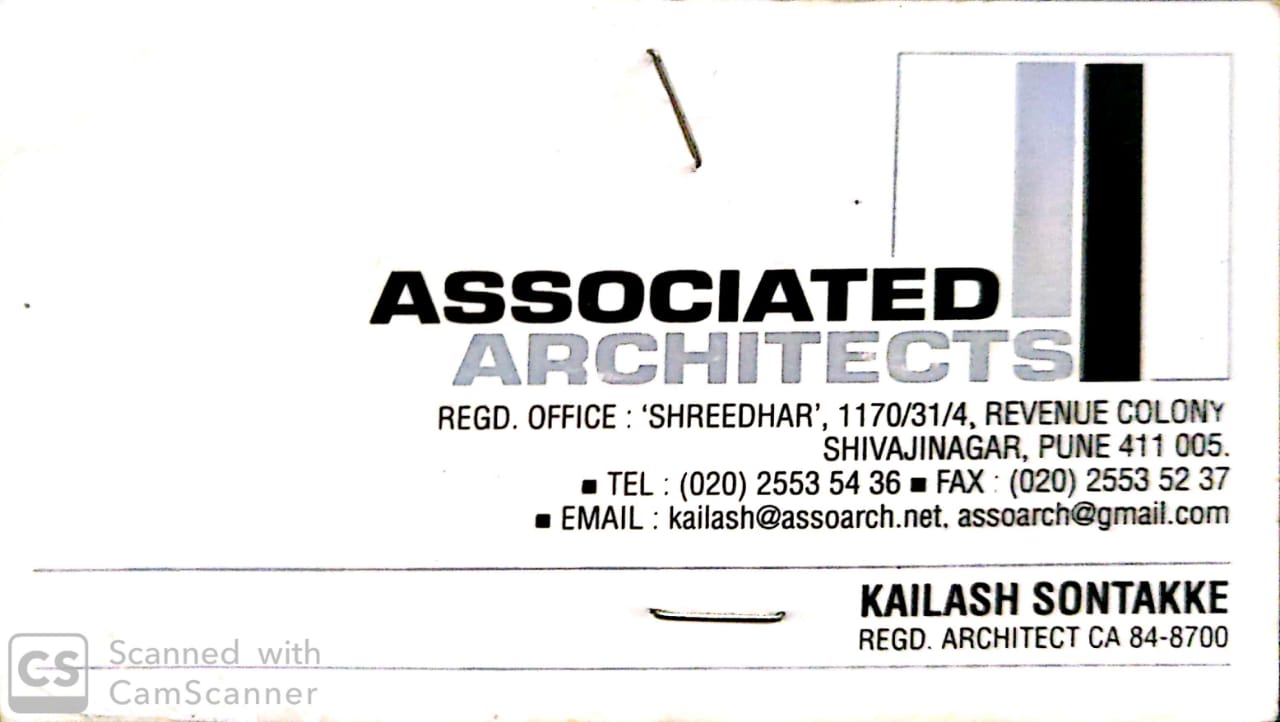 ASSOCIATED
ARCHITECTS
REGD. OFFICE : ‘SHREEDHAR’, 1170/31/4, REVENUE COLONY
SHIVAJINAGAR, PUNE 411 005.
■ TEL : (020) 2553 54 36 ■ FAX : (020) 2553 52 37
■ EMAIL : kailash@assoarch.net, assoarch@gmail.com
KAILASH SONTAKKE
REGD. ARCHITECT CA 84-8700
CS Scanned with
CamScanner